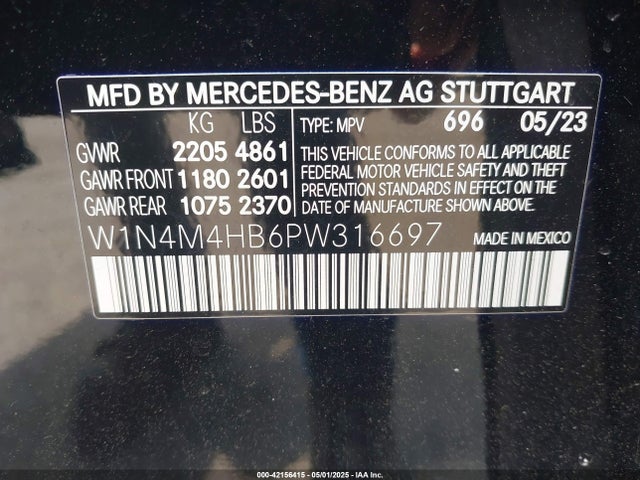 MFD BY MERCEDES-BENZ AG STUTTGART
KG LBS
GVWR 2205 4861
GAWR FRONT 1180 2601
GAWR REAR 1075 2370
TYPE: MPV 696 05/23
THIS VEHICLE CONFORMS TO ALL APPLICABLE
FEDERAL MOTOR VEHICLE SAFETY AND THEFT
PREVENTION STANDARDS IN EFFECT ON THE
DATE OF MANUFACTURE SHOWN ABOVE.
W1N4M4HB6PW316697 MADE IN MEXICO
000-42156415 - 05/01/2025 - IAA Inc.